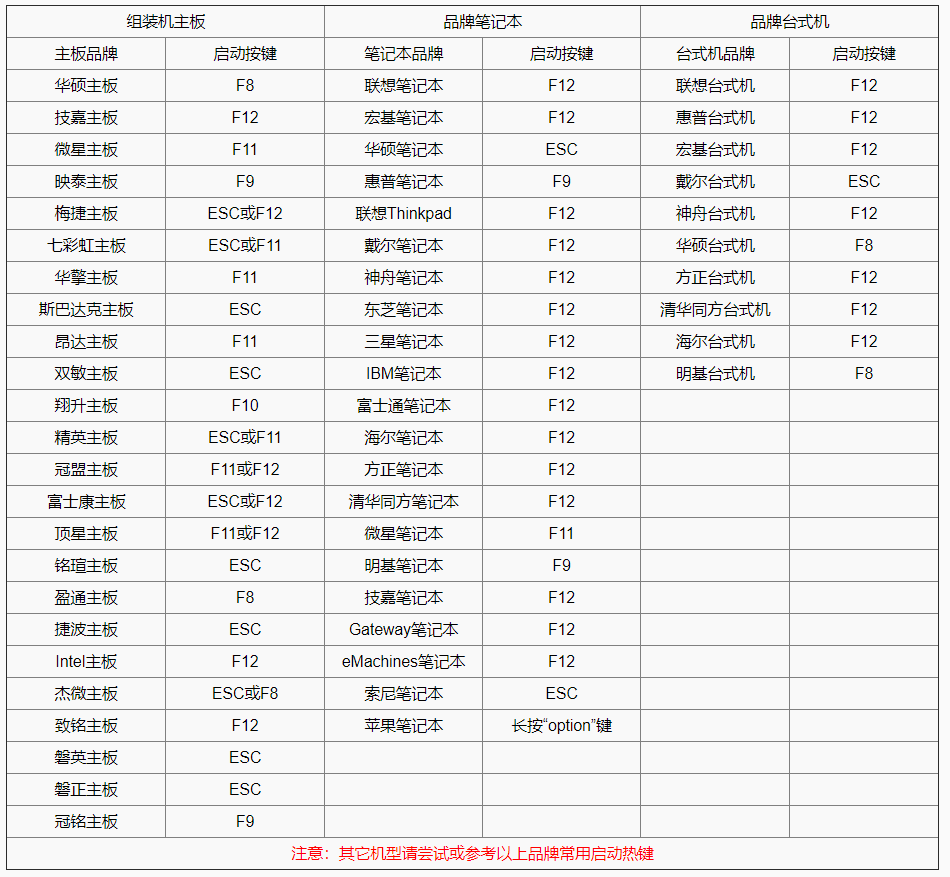 组装机主板 品牌笔记本 品牌台式机
主板品牌 启动按键 笔记本品牌 启动按键 台式机品牌 启动按键
华硕主板 F8 联想笔记本 F12 联想台式机 F12
技嘉主板 F12 宏基笔记本 F12 惠普台式机 F12
微星主板 F11 华硕笔记本 ESC 宏基台式机 F12
映泰主板 F9 惠普笔记本 F9 戴尔台式机 ESC
梅捷主板 ESC或F12 联想Thinkpad F12 神舟台式机 F12
七彩虹主板 ESC或F11 戴尔笔记本 F12 华硕台式机 F8
华擎主板 F11 神舟笔记本 F12 方正台式机 F12
斯巴达克主板 ESC 东芝笔记本 F12 清华同方台式机 F12
昂达主板 F11 三星笔记本 F12 海尔台式机 F12
双敏主板 ESC IBM笔记本 F12 明基台式机 F8
翔升主板 F10 富士通笔记本 F12
精英主板 ESC或F11 海尔笔记本 F12
冠盟主板 F11或F12 方正笔记本 F12
富士康主板 ESC或F12 清华同方笔记本 F12
顶星主板 F11或F12 微星笔记本 F11
铭瑄主板 ESC 明基笔记本 F9
盈通主板 F8 技嘉笔记本 F12
捷波主板 ESC Gateway笔记本 F12
Intel主板 F12 eMachines笔记本 F12
杰微主板 ESC或F8 索尼笔记本 ESC
致铭主板 F12 苹果笔记本 长按“option”键
磐英主板 ESC
磐正主板 ESC
冠铭主板 F9
注意：其它机型请尝试或参考以上品牌常用启动热键